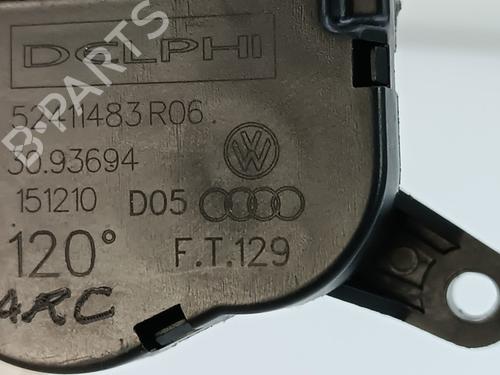 DELPHI
52411483 R06
30.93694
151210 D05
120° F.T.129
ARC
B-PARTS